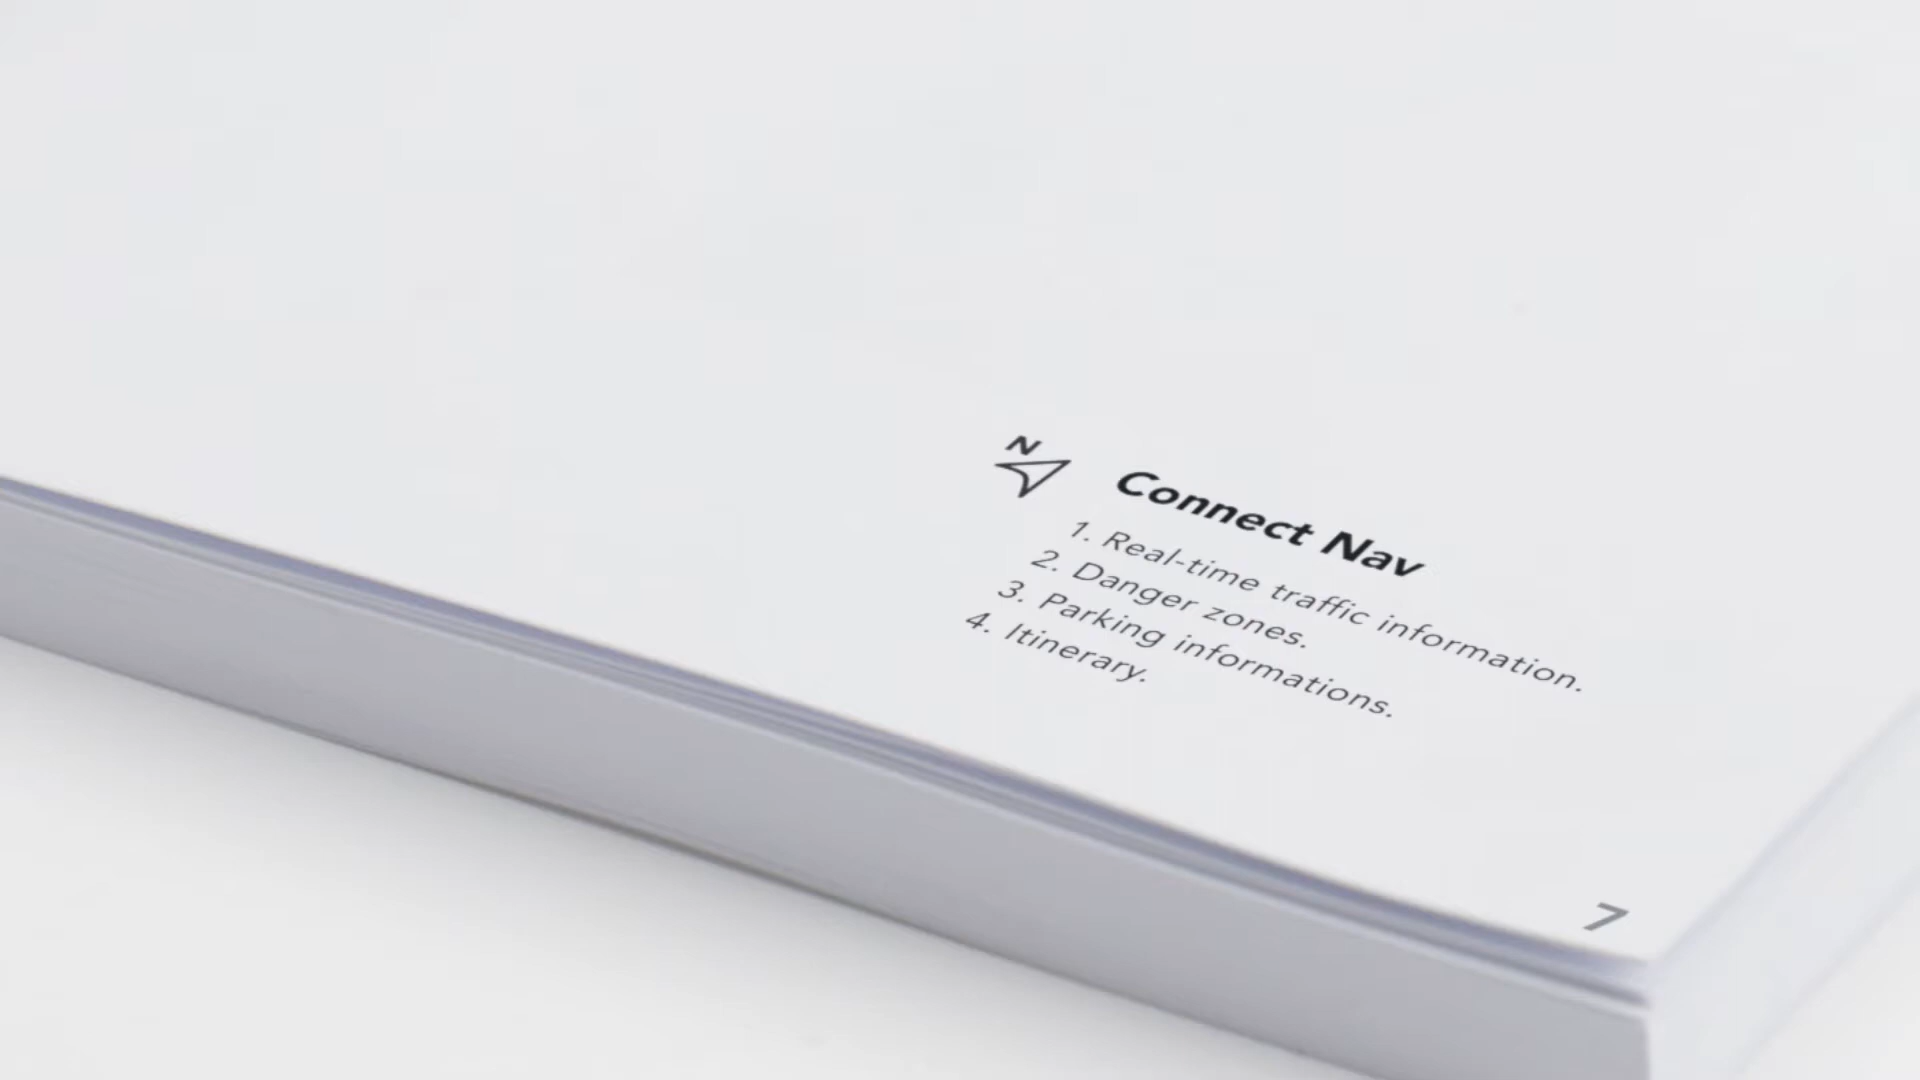 N
Connect Nav
1. Real-time traffic information.
2. Danger zones.
3. Parking informations.
4. Itinerary.
7